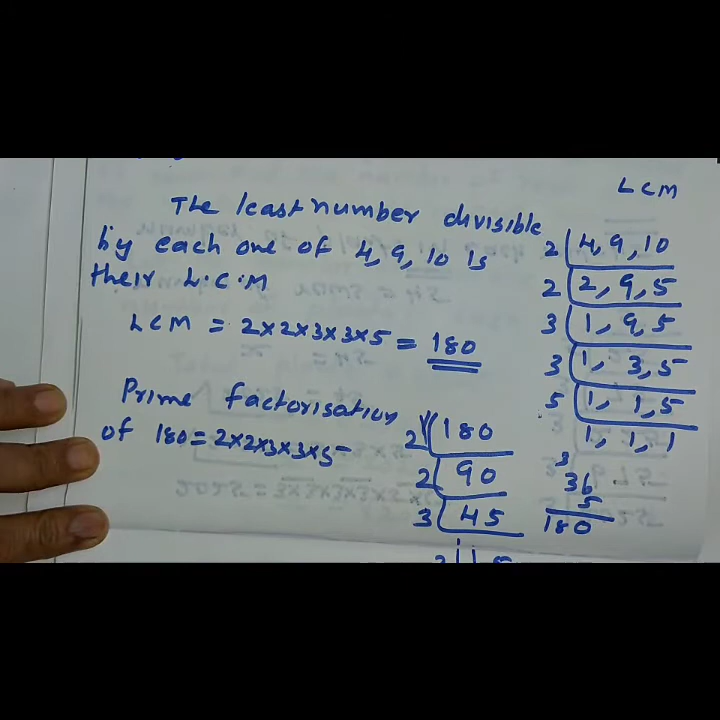 The least number divisible
by each one of 4, 9, 10 is
their L.C.M
LCM = 2×2×3×3×5 = 180
Prime factorisation
of 180 = 2×2×3×3×5
2 180
2 90
3 45
LCM
2 4, 9, 10
2 2, 9, 5
3 1, 9, 5
3 1, 3, 5
5 1, 1, 5
1, 1, 1
3
36
5
180